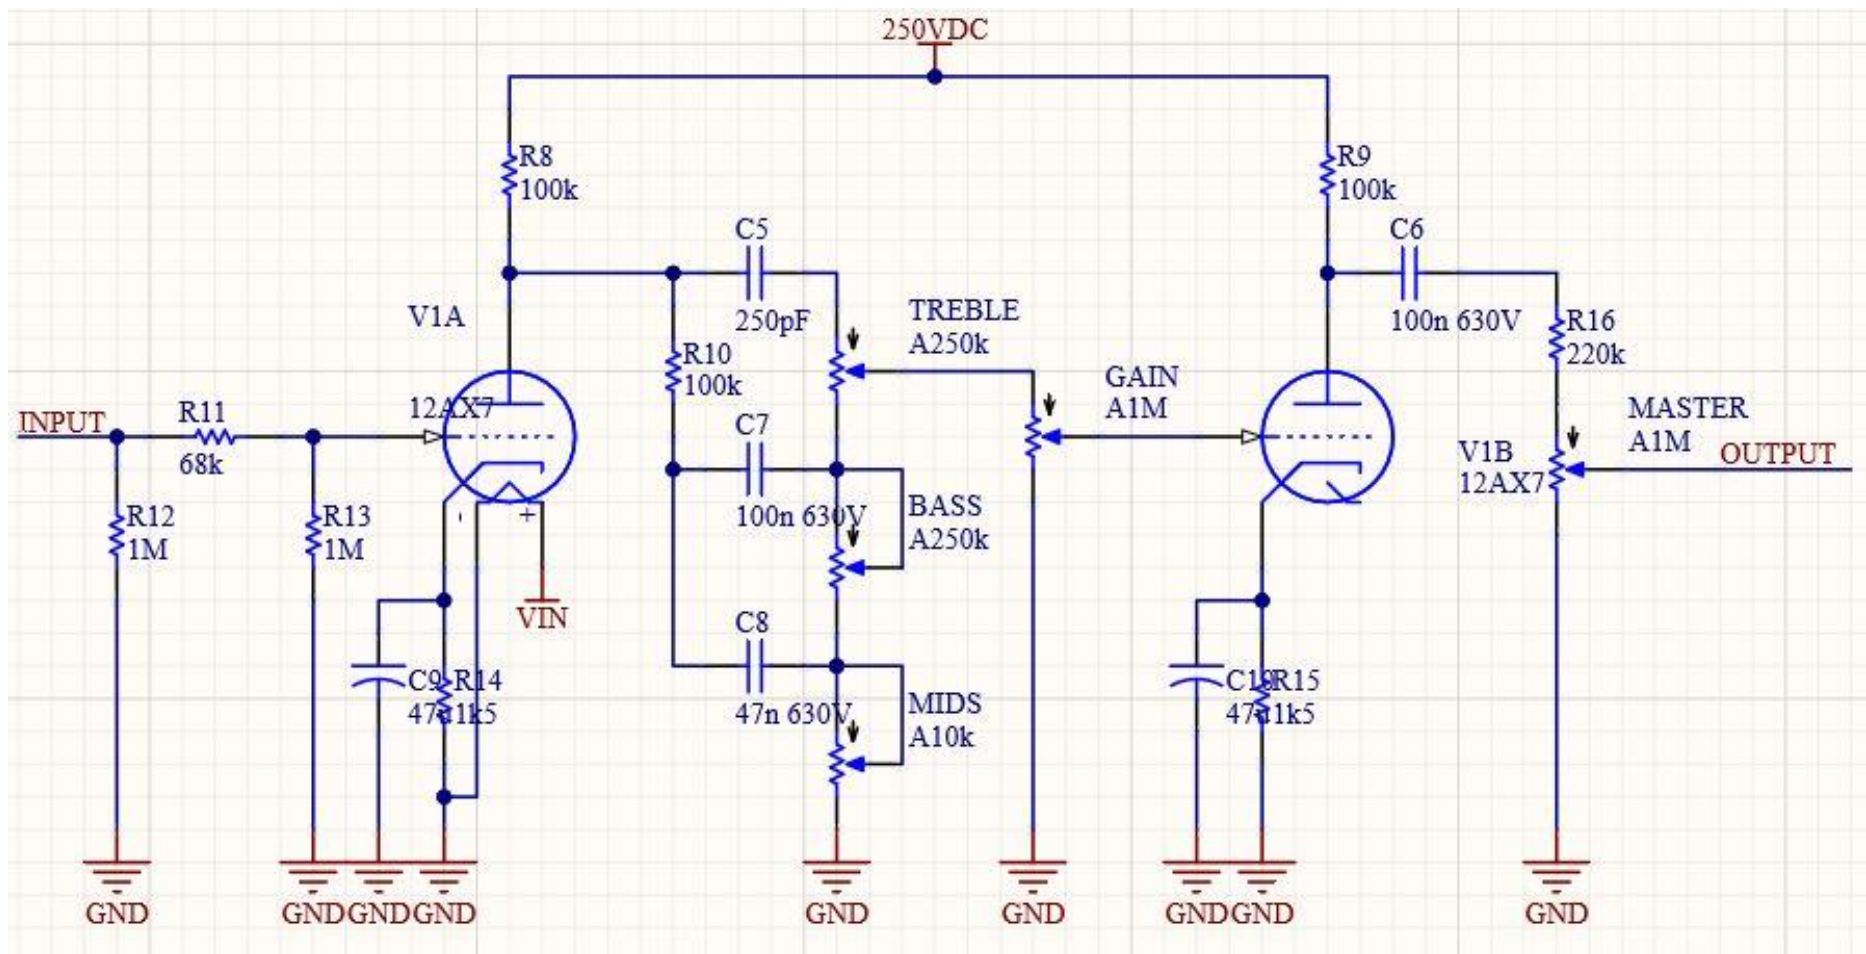 250VDC
R8
100k
R9
100k
C5
250pF
C6
100n 630V
V1A
12AX7
TREBLE
A250k
R10
100k
R16
220k
GAIN
A1M
INPUT
R11
68k
C7
100n 630V
MASTER
A1M
OUTPUT
V1B
12AX7
R12
1M
R13
1M
- +
VIN
BASS
A250k
C8
47n 630V
MIDS
A10k
C9
R14
1k5
R15
1k5
GND
GND
GND
GND
GND
GND
GND
GND
GND